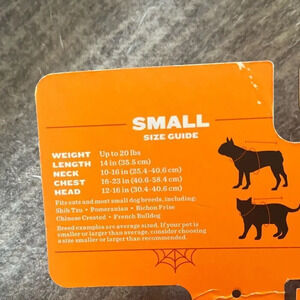 SMALL
SIZE GUIDE
WEIGHT Up to 20 lbs
LENGTH 14 in (35.5 cm)
NECK 10-16 in (25.4-40.6 cm)
CHEST 16-23 in (40.6-58.4 cm)
HEAD 12-16 in (30.4-40.6 cm)
Fits cats and most small dog breeds, including:
Shih Tzu • Pomeranian • Bichon Frise
Chinese Crested • French Bulldog
Breed examples are average sized. If your pet is
smaller or larger than average, consider choosing
a size smaller or larger than recommended.